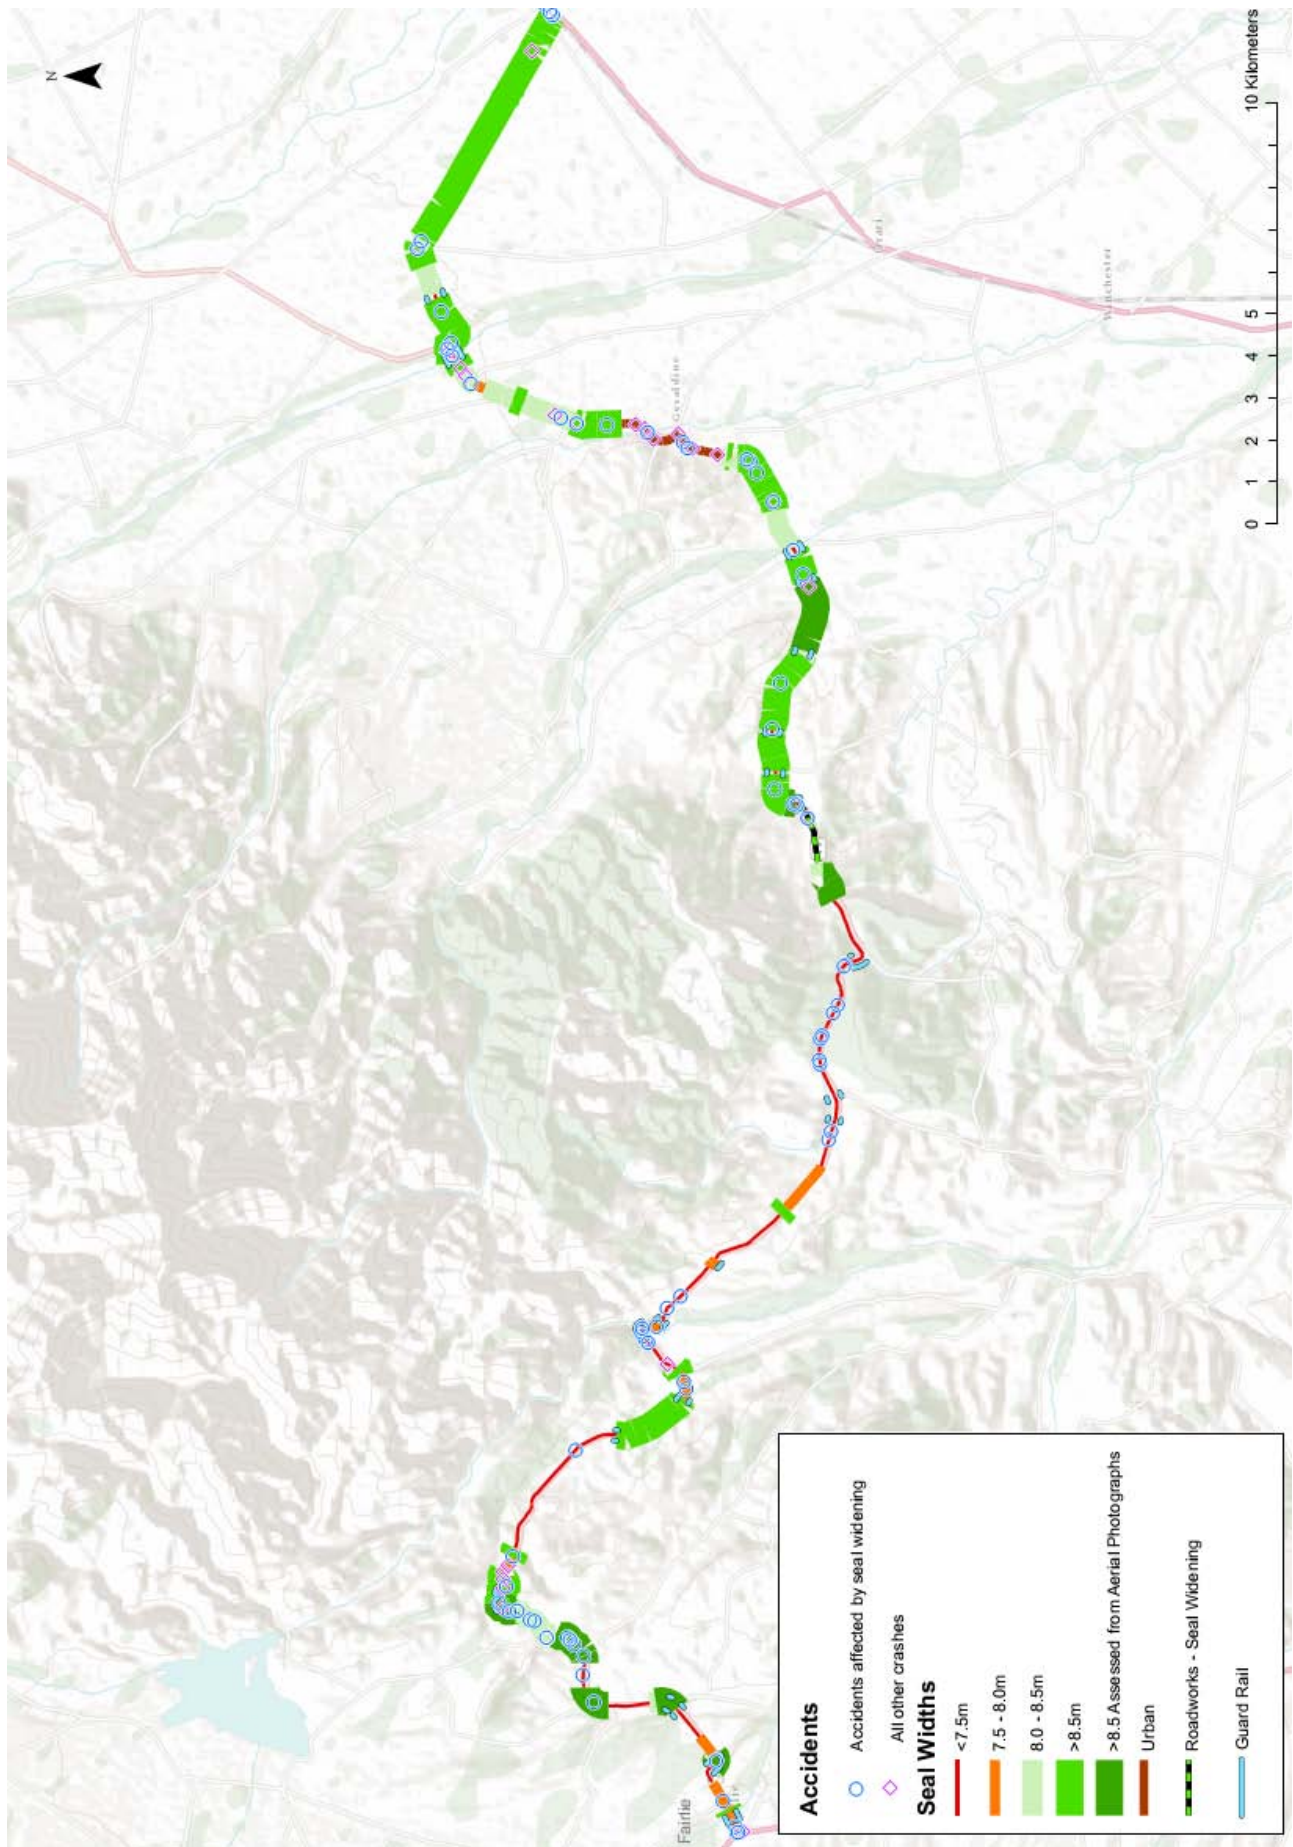 N
Geraldine
Orari
Winchester
Fairlie
0 1 2 3 4 5 10 Kilometers
Accidents
Accidents affected by seal widening
All other crashes
Seal Widths
<7.5m
7.5 - 8.0m
8.0 - 8.5m
>8.5m
>8.5 Assessed from Aerial Photographs
Urban
Roadworks - Seal Widening
Guard Rail